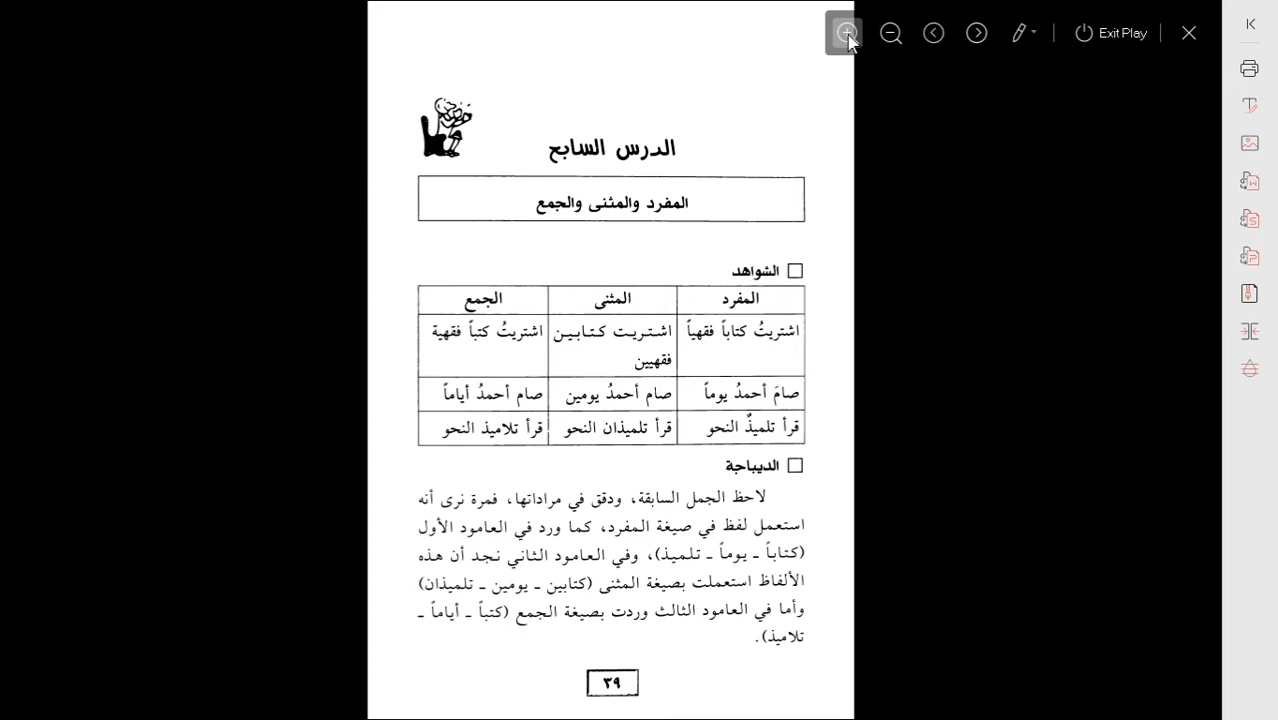 Exit Play
الدرس السابع
المفرد والمثنى والجمع
الشواهد
المفرد المثنى الجمع
اشتريتُ كتاباً فقهياً اشـتـريـت كـتـابـيـن اشتريتُ كتباً فقهية
فقهيين
صامَ أحمدُ يوماً صام أحمدُ يومين صام أحمدُ أياماً
قرأ تلميذٌ النحو قرأ تلميذان النحو قرأ تلاميذ النحو
الديباجة
لاحظ الجمل السابقة، ودقق في مراداتها، فمرة نرى أنه
استعمل لفظ في صيغة المفرد، كما ورد في العامود الأول
(كتاباً ـ يوماً ـ تلميذ)، وفي العامود الثاني نجد أن هذه
الألفاظ استعملت بصيغة المثنى (كتابين ـ يومين ـ تلميذان)
وأما في العامود الثالث وردت بصيغة الجمع (كتباً ـ أياماً ـ
تلاميذ).
٣٩